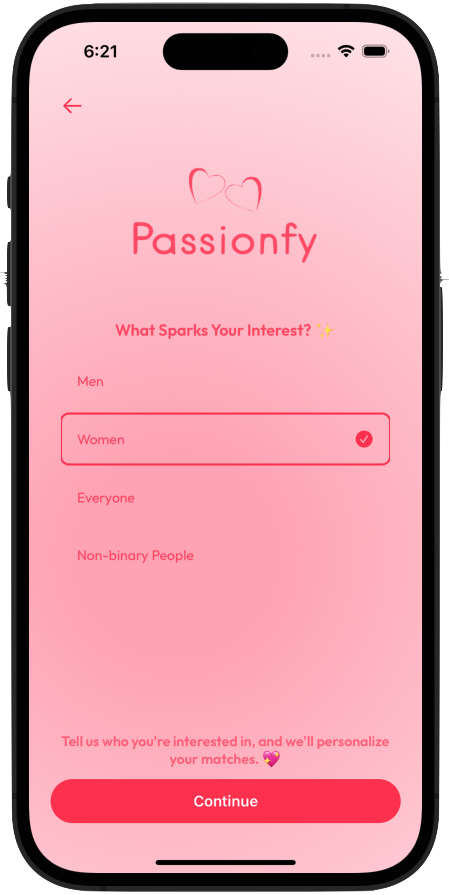 6:21
Passionfy
What Sparks Your Interest? ✨
Men
Women
Everyone
Non-binary People
Tell us who you're interested in, and we'll personalize
your matches. 💖
Continue